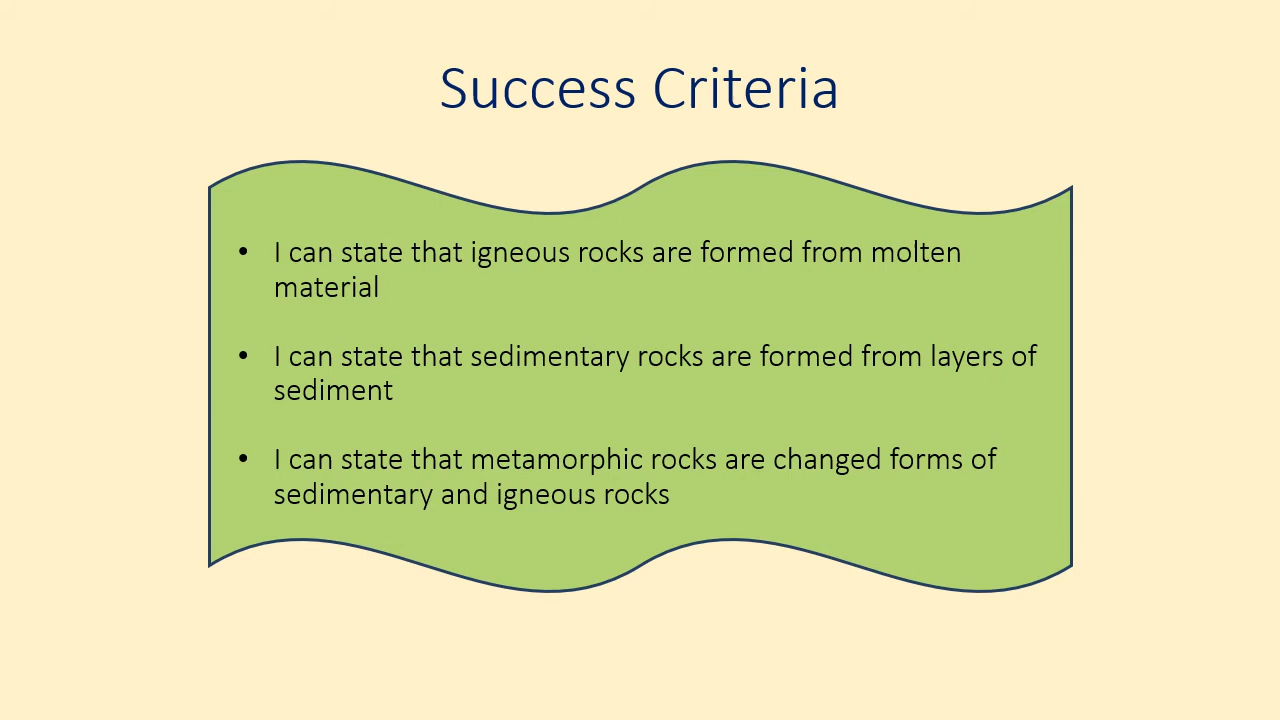 Success Criteria
• I can state that igneous rocks are formed from molten
material
• I can state that sedimentary rocks are formed from layers of
sediment
• I can state that metamorphic rocks are changed forms of
sedimentary and igneous rocks